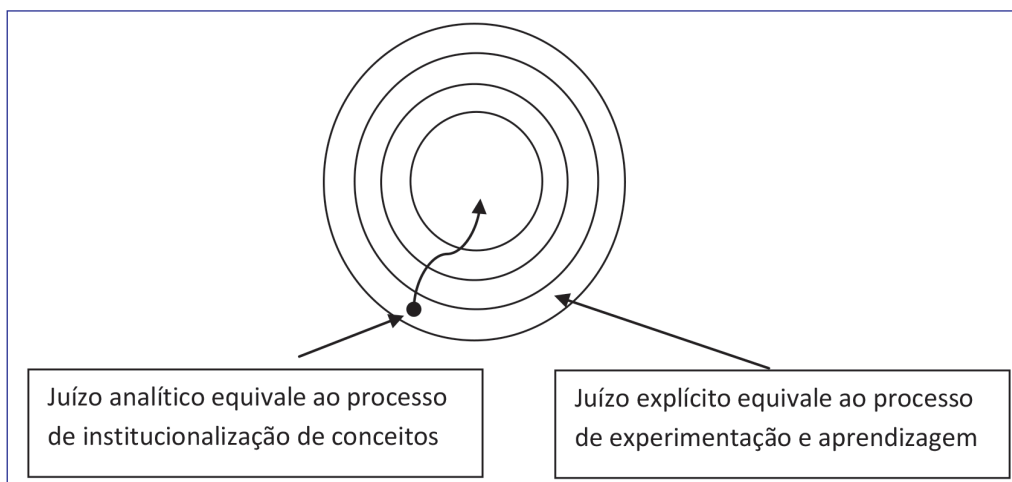 Juízo analítico equivale ao processo
de institucionalização de conceitos
Juízo explícito equivale ao processo
de experimentação e aprendizagem